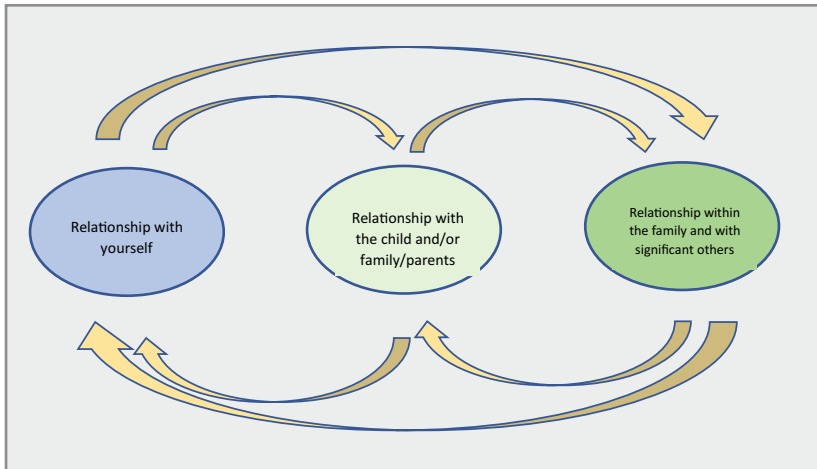 Relationship with
yourself
Relationship with
the child and/or
family/parents
Relationship within
the family and with
significant others